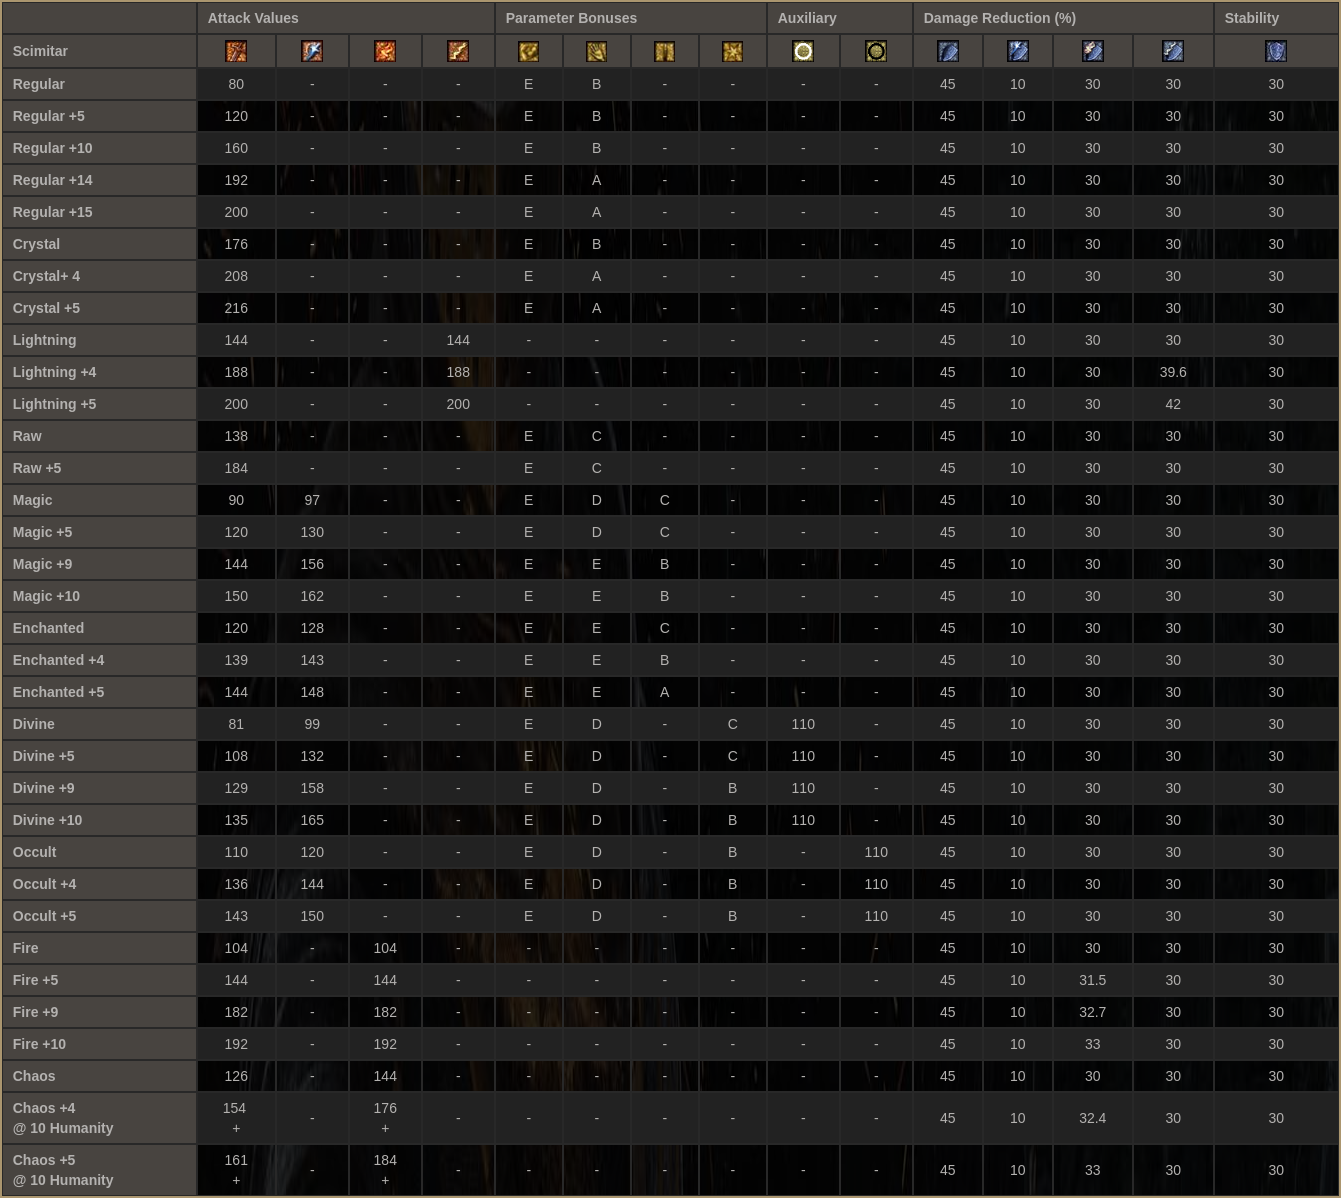 Attack Values Parameter Bonuses Auxiliary Damage Reduction (%) Stability
Scimitar
Regular 80 - - - E B - - - - 45 10 30 30 30
Regular +5 120 - - - E B - - - - 45 10 30 30 30
Regular +10 160 - - - E B - - - - 45 10 30 30 30
Regular +14 192 - - - E A - - - - 45 10 30 30 30
Regular +15 200 - - - E A - - - - 45 10 30 30 30
Crystal 176 - - - E B - - - - 45 10 30 30 30
Crystal+ 4 208 - - - E A - - - - 45 10 30 30 30
Crystal +5 216 - - - E A - - - - 45 10 30 30 30
Lightning 144 - - 144 - - - - - - 45 10 30 30 30
Lightning +4 188 - - 188 - - - - - - 45 10 30 39.6 30
Lightning +5 200 - - 200 - - - - - - 45 10 30 42 30
Raw 138 - - - E C - - - - 45 10 30 30 30
Raw +5 184 - - - E C - - - - 45 10 30 30 30
Magic 90 97 - - E D C - - - 45 10 30 30 30
Magic +5 120 130 - - E D C - - - 45 10 30 30 30
Magic +9 144 156 - - E E B - - - 45 10 30 30 30
Magic +10 150 162 - - E E B - - - 45 10 30 30 30
Enchanted 120 128 - - E E C - - - 45 10 30 30 30
Enchanted +4 139 143 - - E E B - - - 45 10 30 30 30
Enchanted +5 144 148 - - E E A - - - 45 10 30 30 30
Divine 81 99 - - E D - C 110 - 45 10 30 30 30
Divine +5 108 132 - - E D - C 110 - 45 10 30 30 30
Divine +9 129 158 - - E D - B 110 - 45 10 30 30 30
Divine +10 135 165 - - E D - B 110 - 45 10 30 30 30
Occult 110 120 - - E D - B - 110 45 10 30 30 30
Occult +4 136 144 - - E D - B - 110 45 10 30 30 30
Occult +5 143 150 - - E D - B - 110 45 10 30 30 30
Fire 104 - 104 - - - - - - - 45 10 30 30 30
Fire +5 144 - 144 - - - - - - - 45 10 31.5 30 30
Fire +9 182 - 182 - - - - - - - 45 10 32.7 30 30
Fire +10 192 - 192 - - - - - - - 45 10 33 30 30
Chaos 126 - 144 - - - - - - - 45 10 30 30 30
Chaos +4 @ 10 Humanity 154 + - 176 + - - - - - - - 45 10 32.4 30 30
Chaos +5 @ 10 Humanity 161 + - 184 + - - - - - - - 45 10 33 30 30